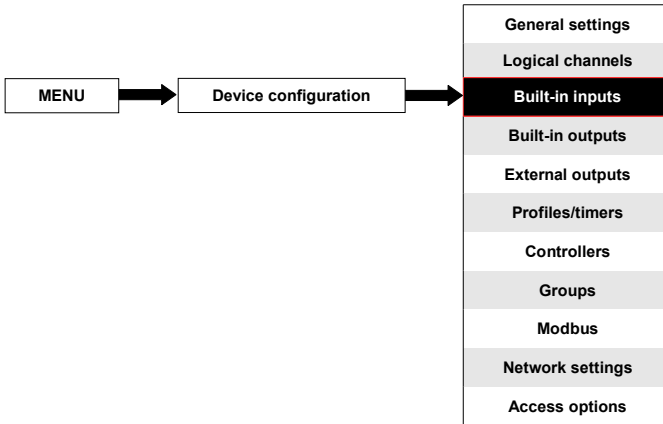 General settings
Logical channels
MENU
Device configuration
Built-in inputs
Built-in outputs
External outputs
Profiles/timers
Controllers
Groups
Modbus
Network settings
Access options